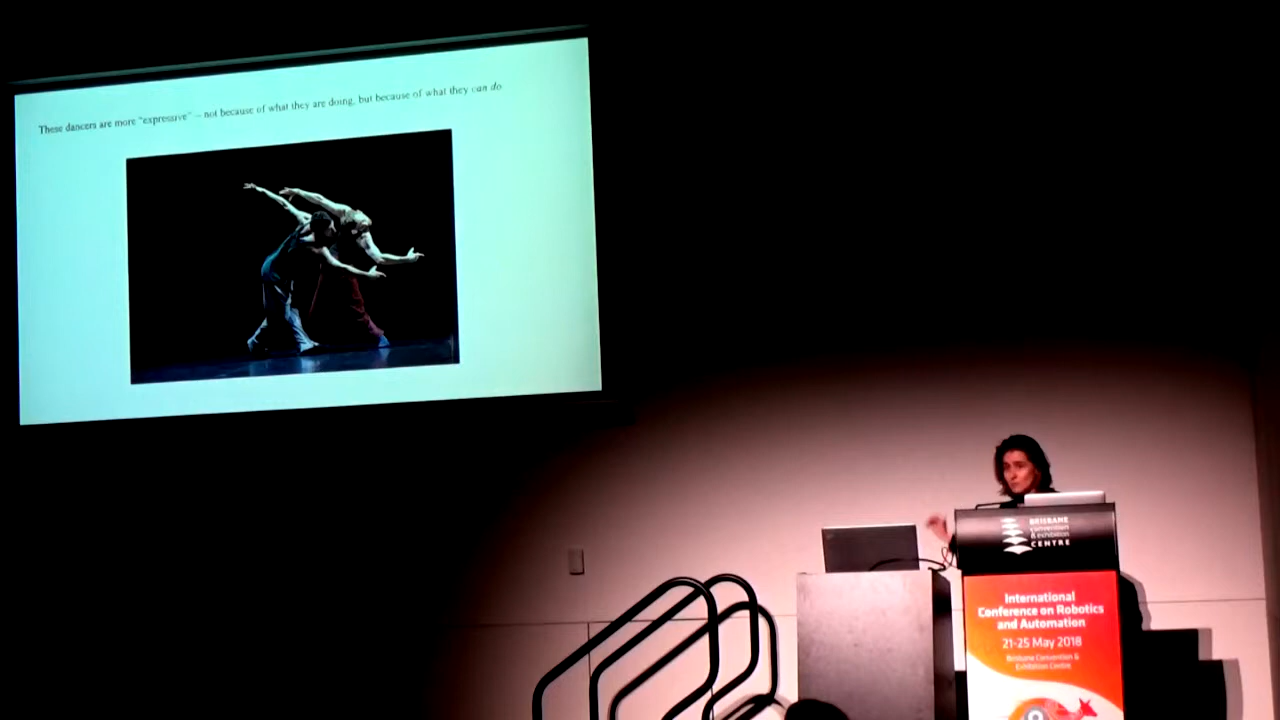 These dancers are more "expressive" – not because of what they are doing, but because of what they can do
BRISBANE
convention
& exhibition
CENTRE
International
Conference on Robotics
and Automation
21-25 May 2018
Brisbane Convention &
Exhibition Centre